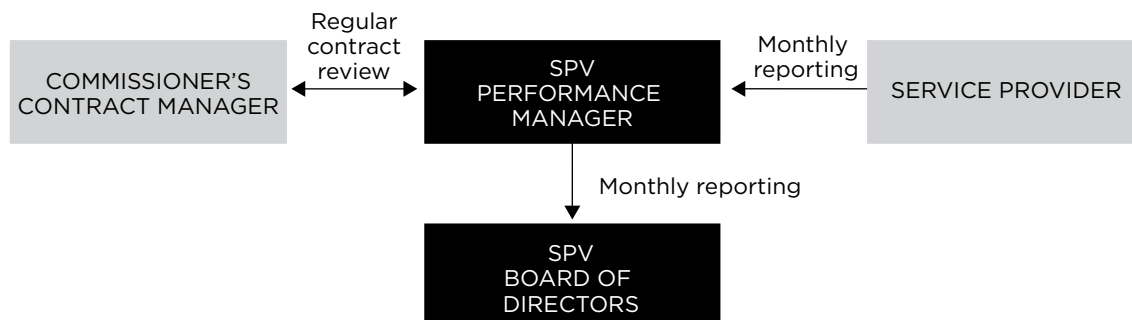 Regular
contract
review
COMMISSIONER’S
CONTRACT MANAGER
SPV
PERFORMANCE
MANAGER
Monthly
reporting
SERVICE PROVIDER
Monthly reporting
SPV
BOARD OF
DIRECTORS